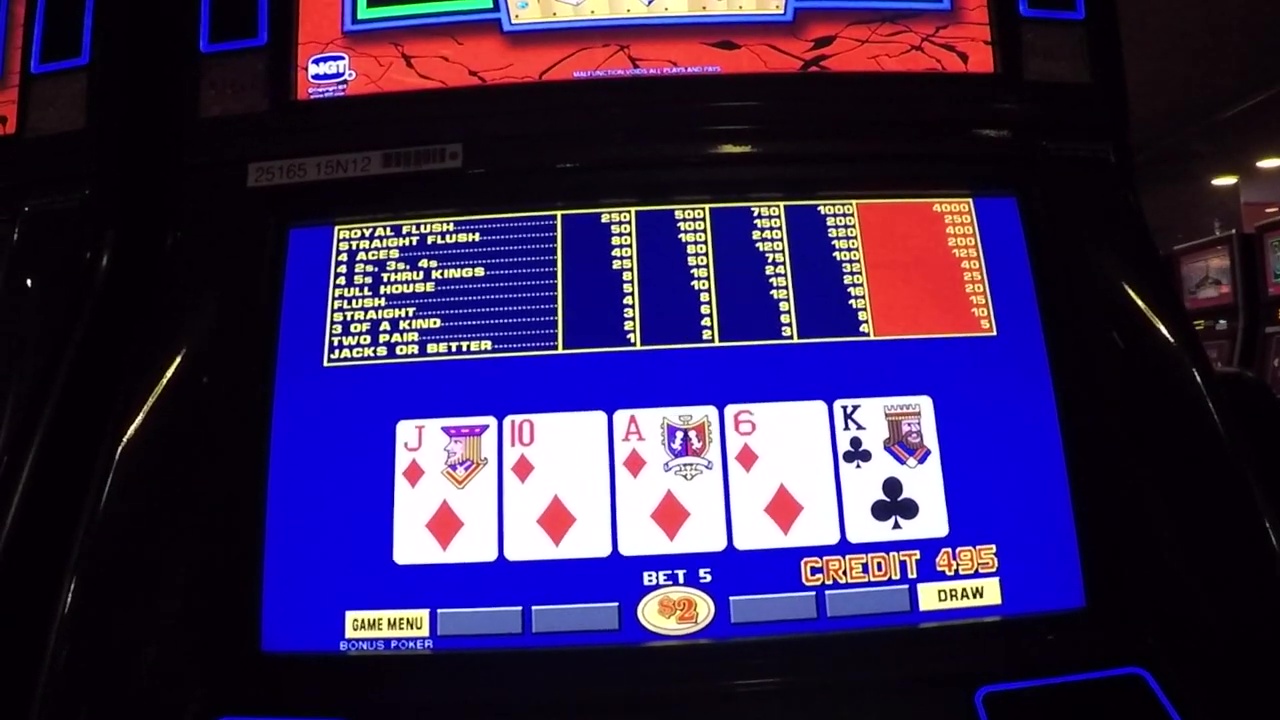 IGT
MALFUNCTION VOIDS ALL PLAYS AND PAYS
25165 15N12
ROYAL FLUSH 250 500 750 1000 4000
STRAIGHT FLUSH 50 100 150 200 250
4 ACES 80 160 240 320 400
4 2s, 3s, 4s 40 80 120 160 200
4 5s THRU KINGS 25 50 75 100 125
FULL HOUSE 8 16 24 32 40
FLUSH 5 10 15 20 25
STRAIGHT 4 8 12 16 20
3 OF A KIND 3 6 9 12 15
TWO PAIR 2 4 6 8 10
JACKS OR BETTER 1 2 3 4 5
J 10 A 6 K
BET 5
CREDIT 495
GAME MENU $2 DRAW
BONUS POKER